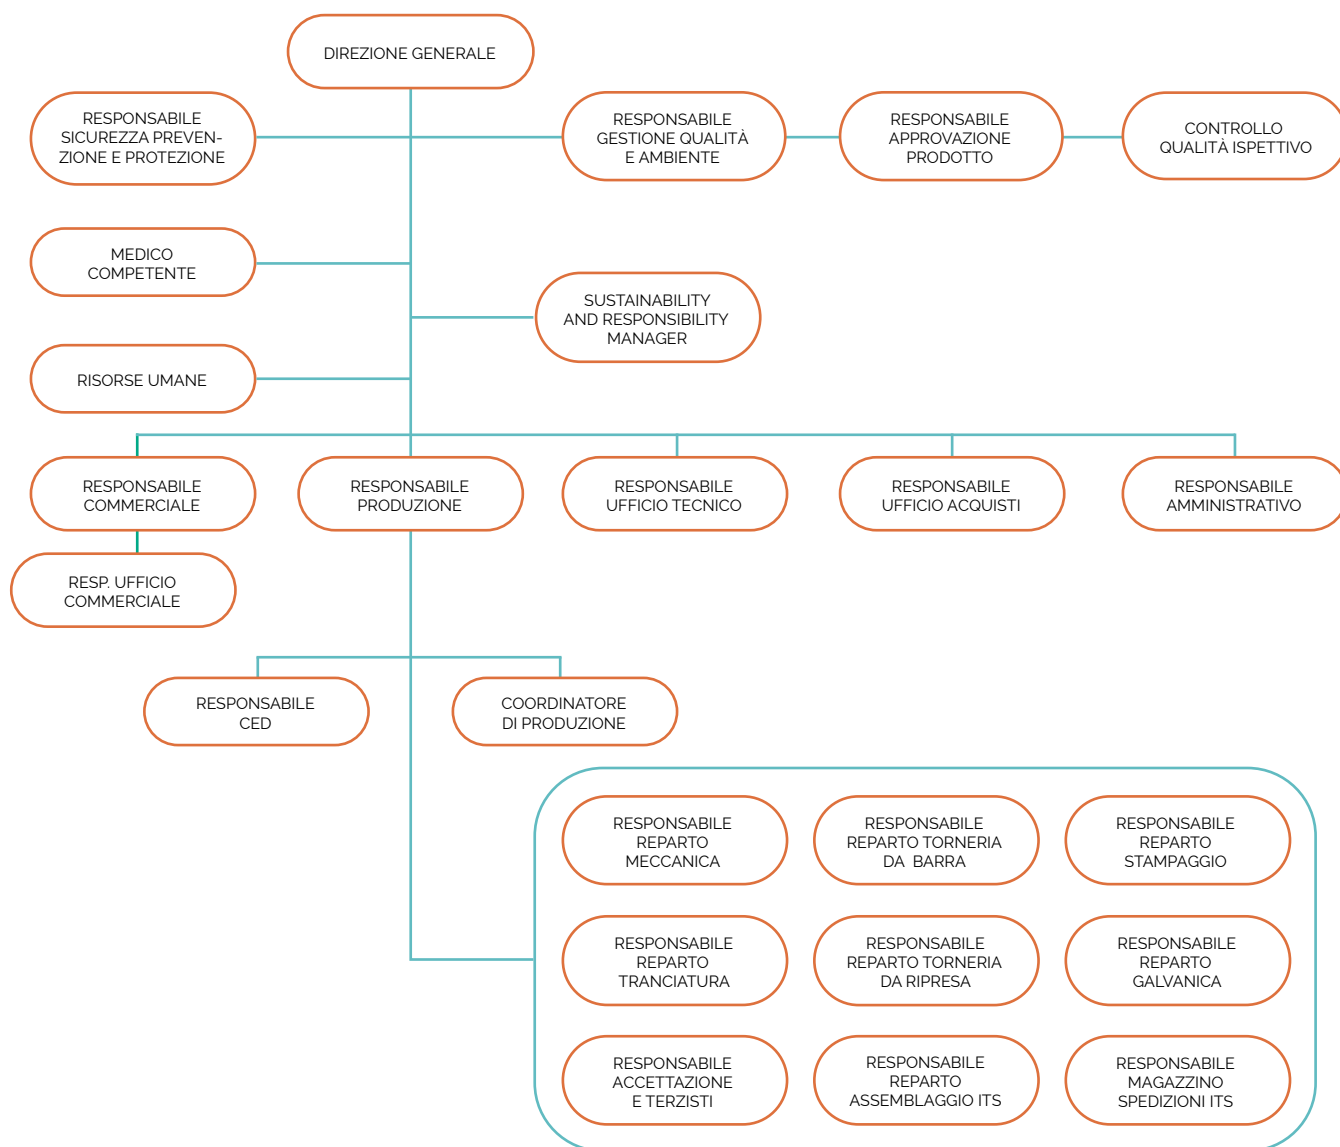 DIREZIONE GENERALE
RESPONSABILE
SICUREZZA PREVEN-
ZIONE E PROTEZIONE
RESPONSABILE
GESTIONE QUALITÀ
E AMBIENTE
RESPONSABILE
APPROVAZIONE
PRODOTTO
CONTROLLO
QUALITÀ ISPETTIVO
MEDICO
COMPETENTE
SUSTAINABILITY
AND RESPONSIBILITY
MANAGER
RISORSE UMANE
RESPONSABILE
COMMERCIALE
RESPONSABILE
PRODUZIONE
RESPONSABILE
UFFICIO TECNICO
RESPONSABILE
UFFICIO ACQUISTI
RESPONSABILE
AMMINISTRATIVO
RESP. UFFICIO
COMMERCIALE
RESPONSABILE
CED
COORDINATORE
DI PRODUZIONE
RESPONSABILE
REPARTO
MECCANICA
RESPONSABILE
REPARTO TORNERIA
DA BARRA
RESPONSABILE
REPARTO
STAMPAGGIO
RESPONSABILE
REPARTO
TRANCIATURA
RESPONSABILE
REPARTO TORNERIA
DA RIPRESA
RESPONSABILE
REPARTO
GALVANICA
RESPONSABILE
ACCETTAZIONE
E TERZISTI
RESPONSABILE
REPARTO
ASSEMBLAGGIO ITS
RESPONSABILE
MAGAZZINO
SPEDIZIONI ITS